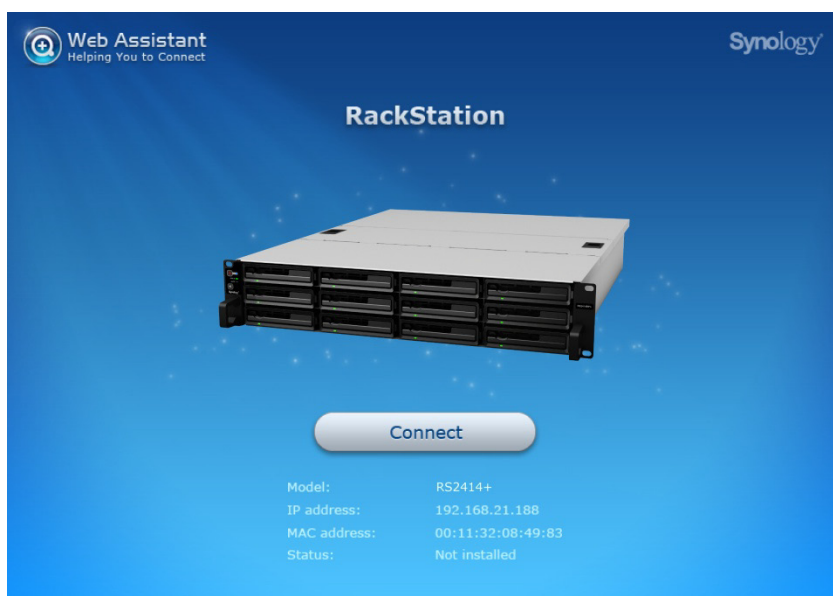 Web Assistant
Helping You to Connect
Synology
RackStation
Connect
Model: RS2414+
IP address: 192.168.21.188
MAC address: 00:11:32:08:49:83
Status: Not installed